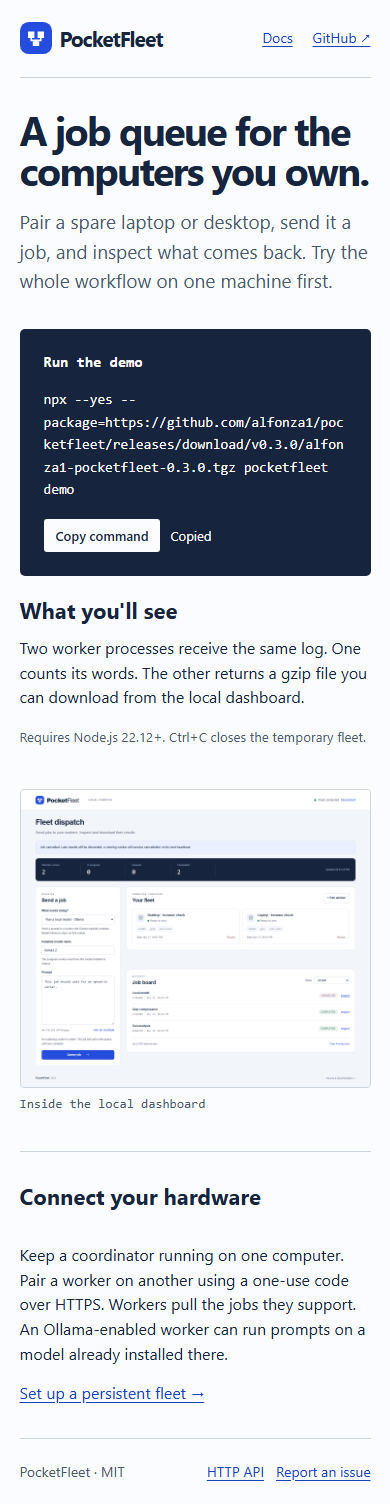 PocketFleet
Docs
GitHub ↗
A job queue for the
computers you own.
Pair a spare laptop or desktop, send it a
job, and inspect what comes back. Try the
whole workflow on one machine first.
Run the demo
npx --yes --
package=https://github.com/alfonza1/poc
ketfleet/releases/download/v0.3.0/alfon
za1-pocketfleet-0.3.0.tgz pocketfleet
demo
Copy command
Copied
What you'll see
Two worker processes receive the same log. One
counts its words. The other returns a gzip file you
can download from the local dashboard.
Requires Node.js 22.12+. Ctrl+C closes the temporary fleet.
PocketFleet
Fleet dispatch
Send a job
Your fleet
Job board
Inside the local dashboard
Connect your hardware
Keep a coordinator running on one computer.
Pair a worker on another using a one-use code
over HTTPS. Workers pull the jobs they support.
An Ollama-enabled worker can run prompts on a
model already installed there.
Set up a persistent fleet →
PocketFleet · MIT
HTTP API
Report an issue